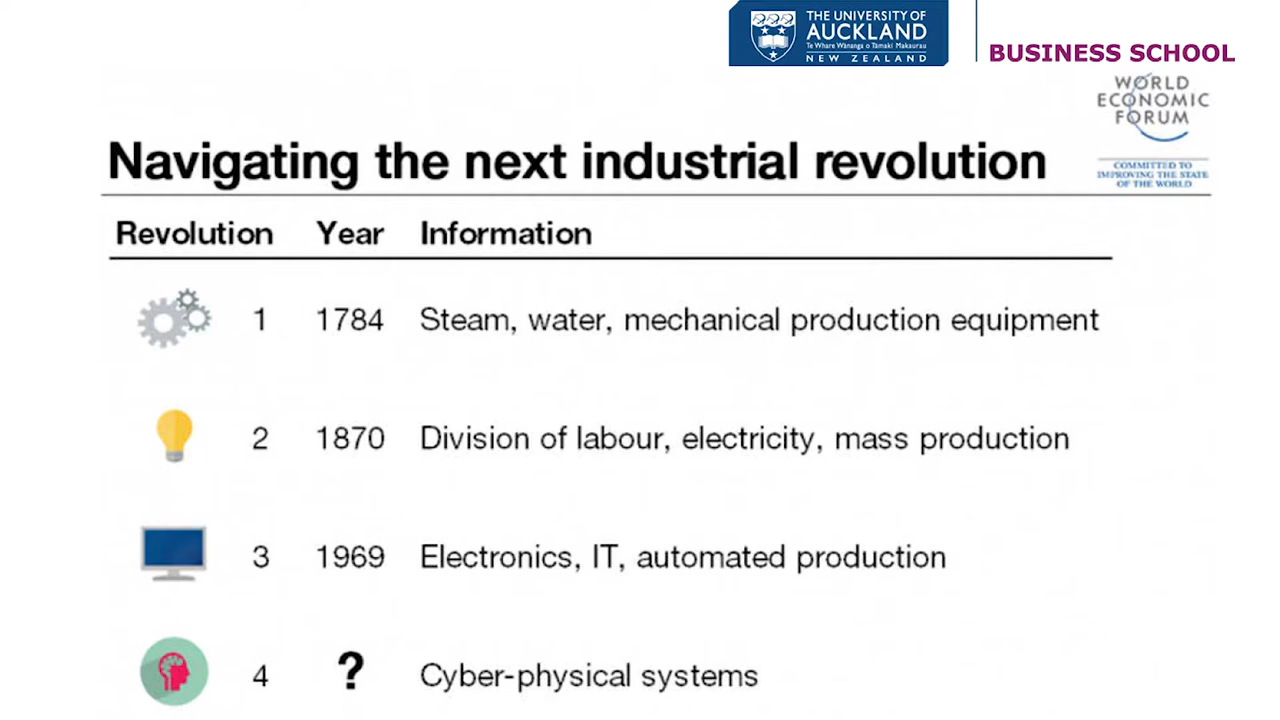 THE UNIVERSITY OF
AUCKLAND
Te Whare Wānanga o Tāmaki Makaurau
NEW ZEALAND
BUSINESS SCHOOL
WORLD
ECONOMIC
FORUM
COMMITTED TO
IMPROVING THE STATE
OF THE WORLD
Navigating the next industrial revolution
Revolution Year Information
1 1784 Steam, water, mechanical production equipment
2 1870 Division of labour, electricity, mass production
3 1969 Electronics, IT, automated production
4 ? Cyber-physical systems